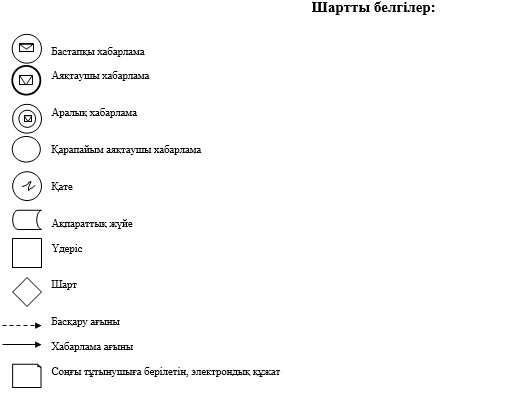 Шартты белгілер:
Бастапқы хабарлама
Аяқтаушы хабарлама
Аралық хабарлама
Қарапайым аяқтаушы хабарлама
Қате
Ақпараттық жүйе
Үдеріс
Шарт
Басқару ағыны
Хабарлама ағыны
Соңғы тұтынушыға берілетін, электрондық құжат